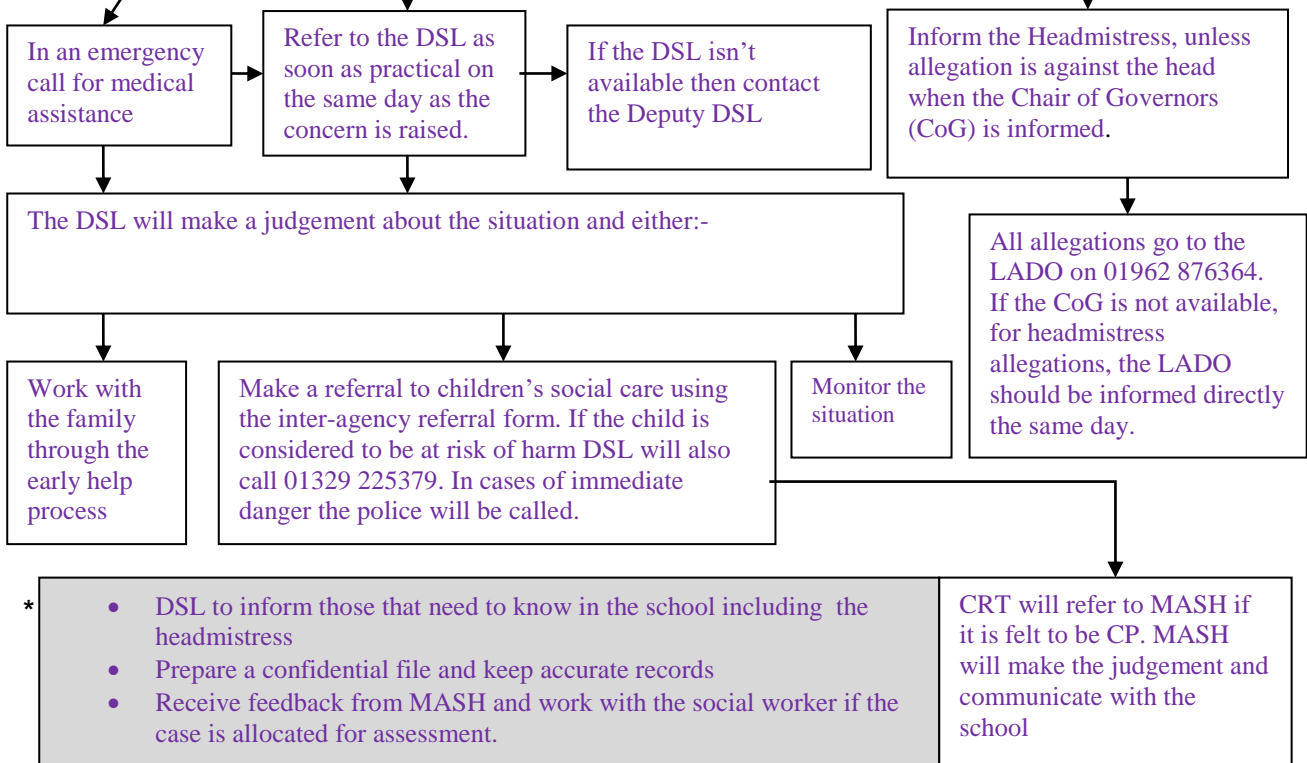 In an emergency
call for medical
assistance
Refer to the DSL as
soon as practical on
the same day as the
concern is raised.
If the DSL isn't
available then contact
the Deputy DSL
Inform the Headmistress, unless
allegation is against the head
when the Chair of Governors
(CoG) is informed.
The DSL will make a judgement about the situation and either:-
All allegations go to the
LADO on 01962 876364.
If the CoG is not available,
for headmistress
allegations, the LADO
should be informed directly
the same day.
Work with
the family
through the
early help
process
Make a referral to children's social care using
the inter-agency referral form. If the child is
considered to be at risk of harm DSL will also
call 01329 225379. In cases of immediate
danger the police will be called.
Monitor the
situation
*
• DSL to inform those that need to know in the school including the
headmistress
• Prepare a confidential file and keep accurate records
• Receive feedback from MASH and work with the social worker if the
case is allocated for assessment.
CRT will refer to MASH if
it is felt to be CP. MASH
will make the judgement and
communicate with the
school